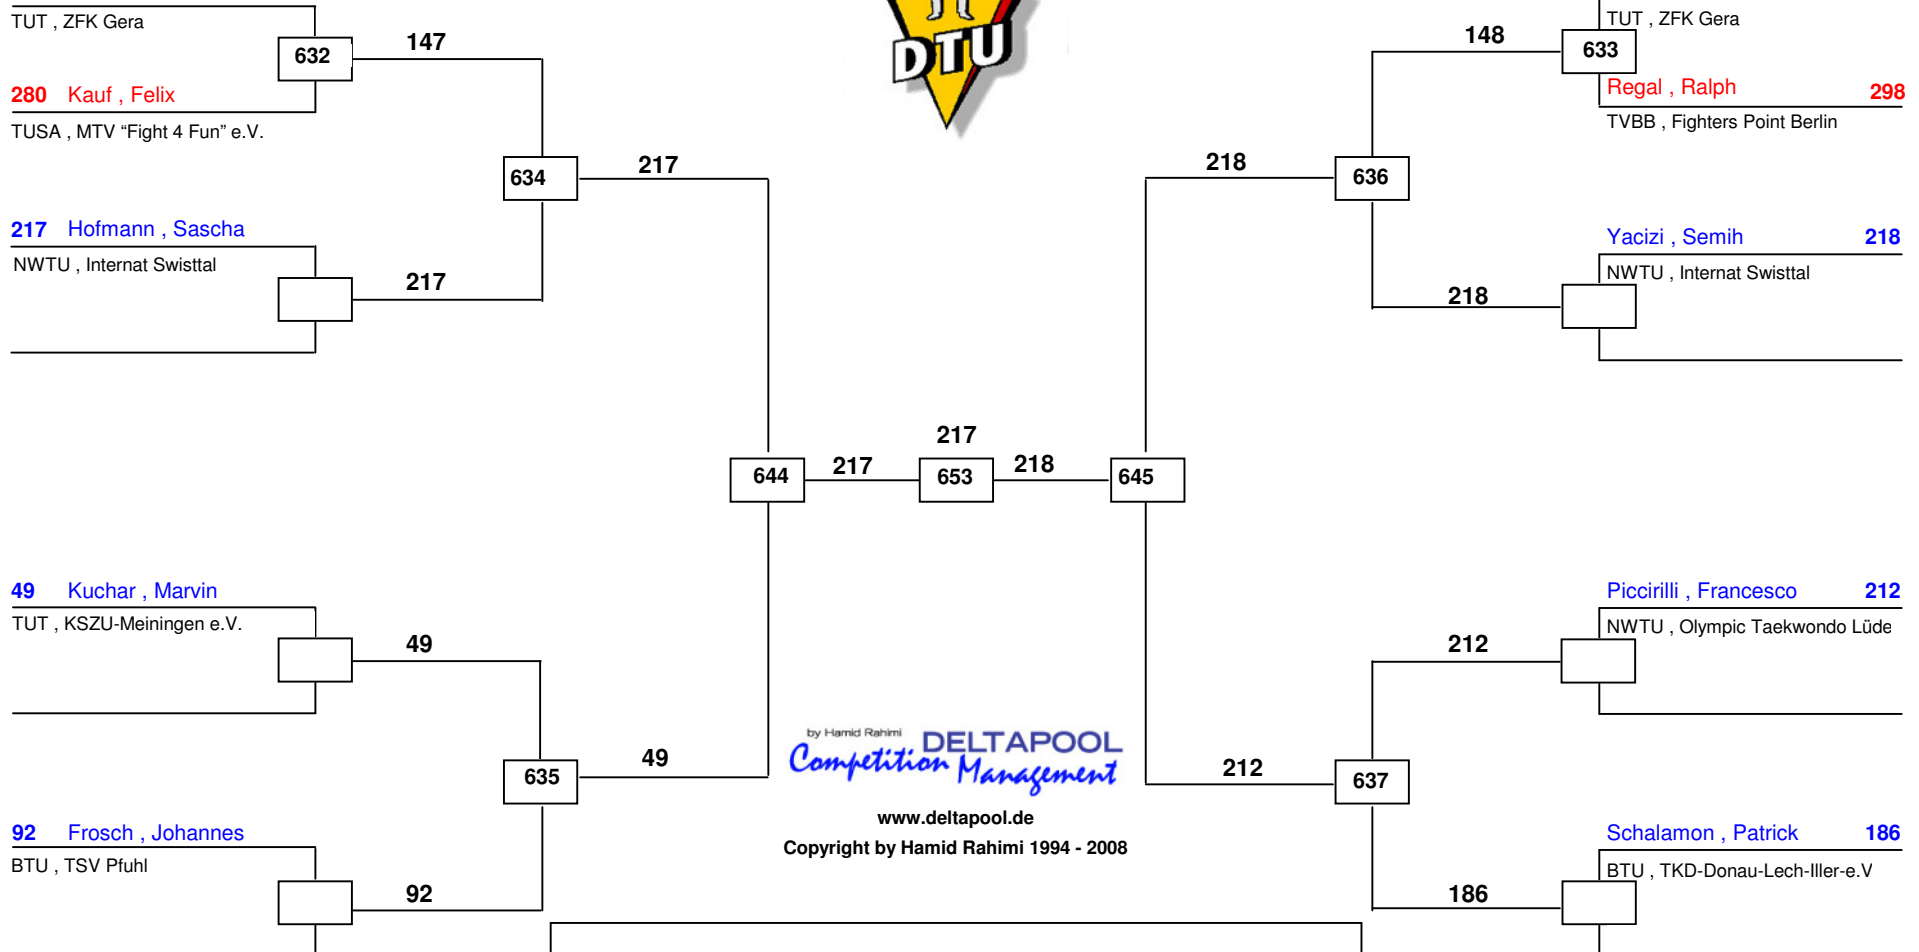 TUT , ZFK Gera
632
147
280 Kauf , Felix
TUSA , MTV “Fight 4 Fun” e.V.
634
217
217 Hofmann , Sascha
NWTU , Internat Swisttal
217
DTU
148
633
TUT , ZFK Gera
Regal , Ralph 298
TVBB , Fighters Point Berlin
218
636
Yacizi , Semih 218
NWTU , Internat Swisttal
218
217
644
217
653
218
645
49 Kuchar , Marvin
TUT , KSZU-Meiningen e.V.
49
635
49
92 Frosch , Johannes
BTU , TSV Pfuhl
92
by Hamid Rahimi
DELTAPOOL
Competition Management
www.deltapool.de
Copyright by Hamid Rahimi 1994 - 2008
Piccirilli , Francesco 212
NWTU , Olympic Taekwondo Lüde
212
212
637
Schalamon , Patrick 186
BTU , TKD-Donau-Lech-Iller-e.V
186